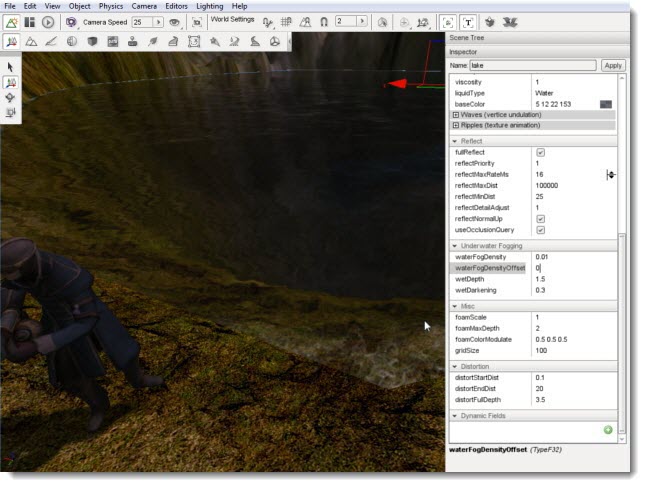 File Edit View Object Physics Camera Editors Lighting Help
Camera Speed 25 World Settings 2
Scene Tree
Inspector
Name lake Apply
viscosity 1
liquidType Water
baseColor 5 12 22 153
Waves (vertice undulation)
Ripples (texture animation)
Reflect
fullReflect
reflectPriority 1
reflectMaxRateMs 16
reflectMaxDist 100000
reflectMinDist 25
reflectDetailAdjust 1
reflectNormalUp
useOcclusionQuery
Underwater Fogging
waterFogDensity 0.01
waterFogDensityOffset 0
wetDepth 1.5
wetDarkening 0.3
Misc
foamScale 1
foamMaxDepth 2
foamColorModulate 0.5 0.5 0.5
gridSize 100
Distortion
distortStartDist 0.1
distortEndDist 20
distortFullDepth 3.5
Dynamic Fields
waterFogDensityOffset (TypeF32)